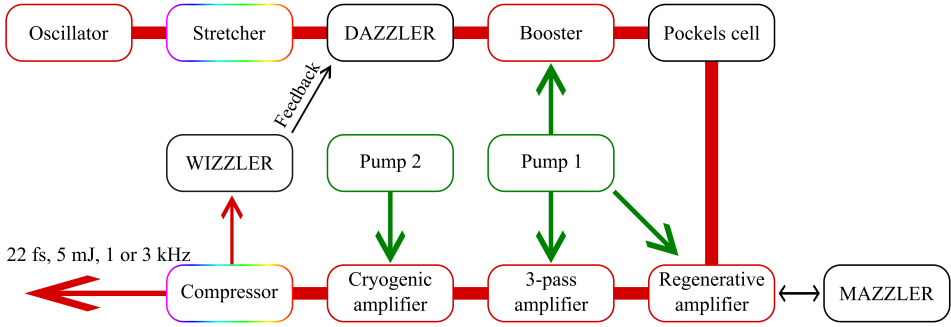 Oscillator
Stretcher
DAZZLER
Booster
Pockels cell
Feedback
WIZZLER
Pump 2
Pump 1
22 fs, 5 mJ, 1 or 3 kHz
Compressor
Cryogenic
amplifier
3-pass
amplifier
Regenerative
amplifier
MAZZLER